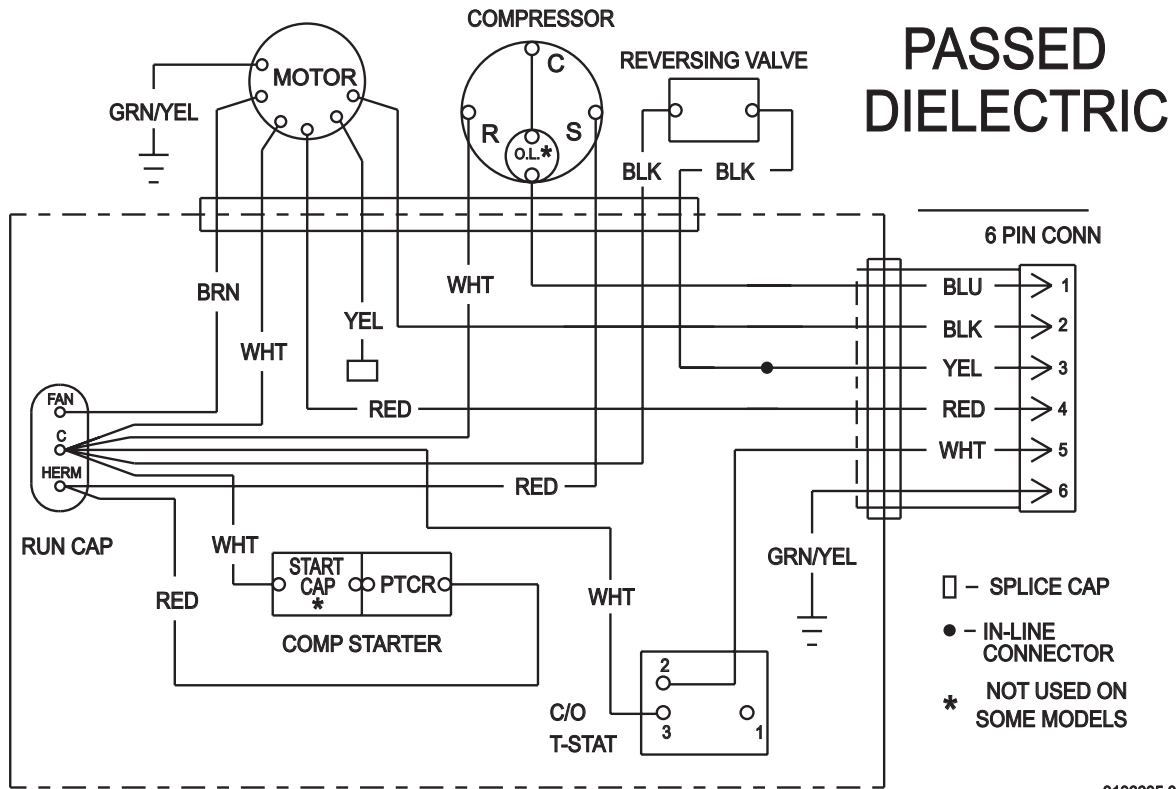 COMPRESSOR
PASSED
DIELECTRIC
REVERSING VALVE
MOTOR
C
GRN/YEL
R
S
O.L.*
BLK
BLK
6 PIN CONN
BRN
WHT
BLU
1
YEL
BLK
2
WHT
YEL
3
FAN
RED
RED
4
C
WHT
5
HERM
RED
6
RUN CAP
WHT
GRN/YEL
START
CAP
*
PTCR
RED
WHT
COMP STARTER
SPLICE CAP
IN-LINE
CONNECTOR
* NOT USED ON
SOME MODELS
2
C/O
T-STAT
3
1